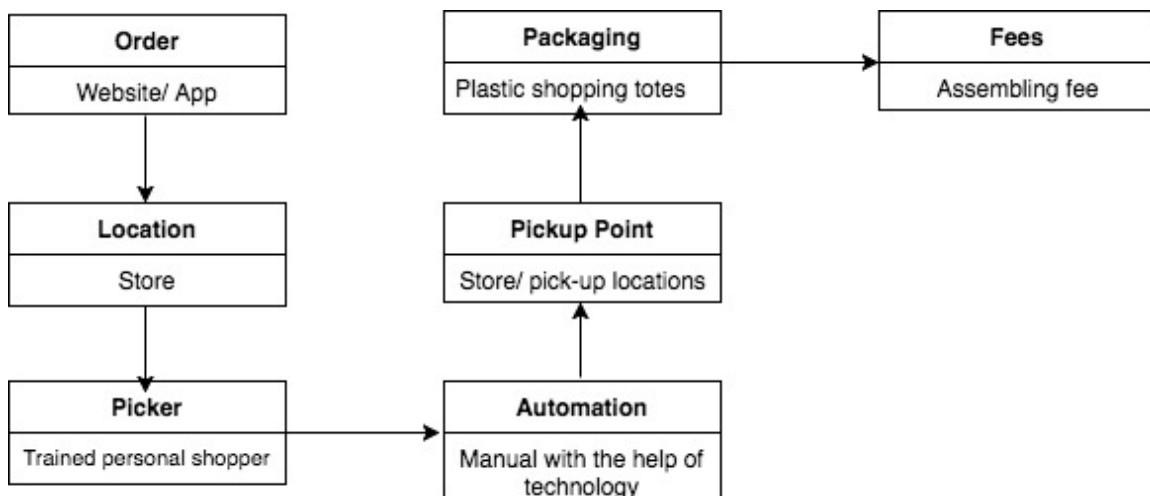 Order
Website/ App
Location
Store
Picker
Trained personal shopper
Automation
Manual with the help of
technology
Pickup Point
Store/ pick-up locations
Packaging
Plastic shopping totes
Fees
Assembling fee